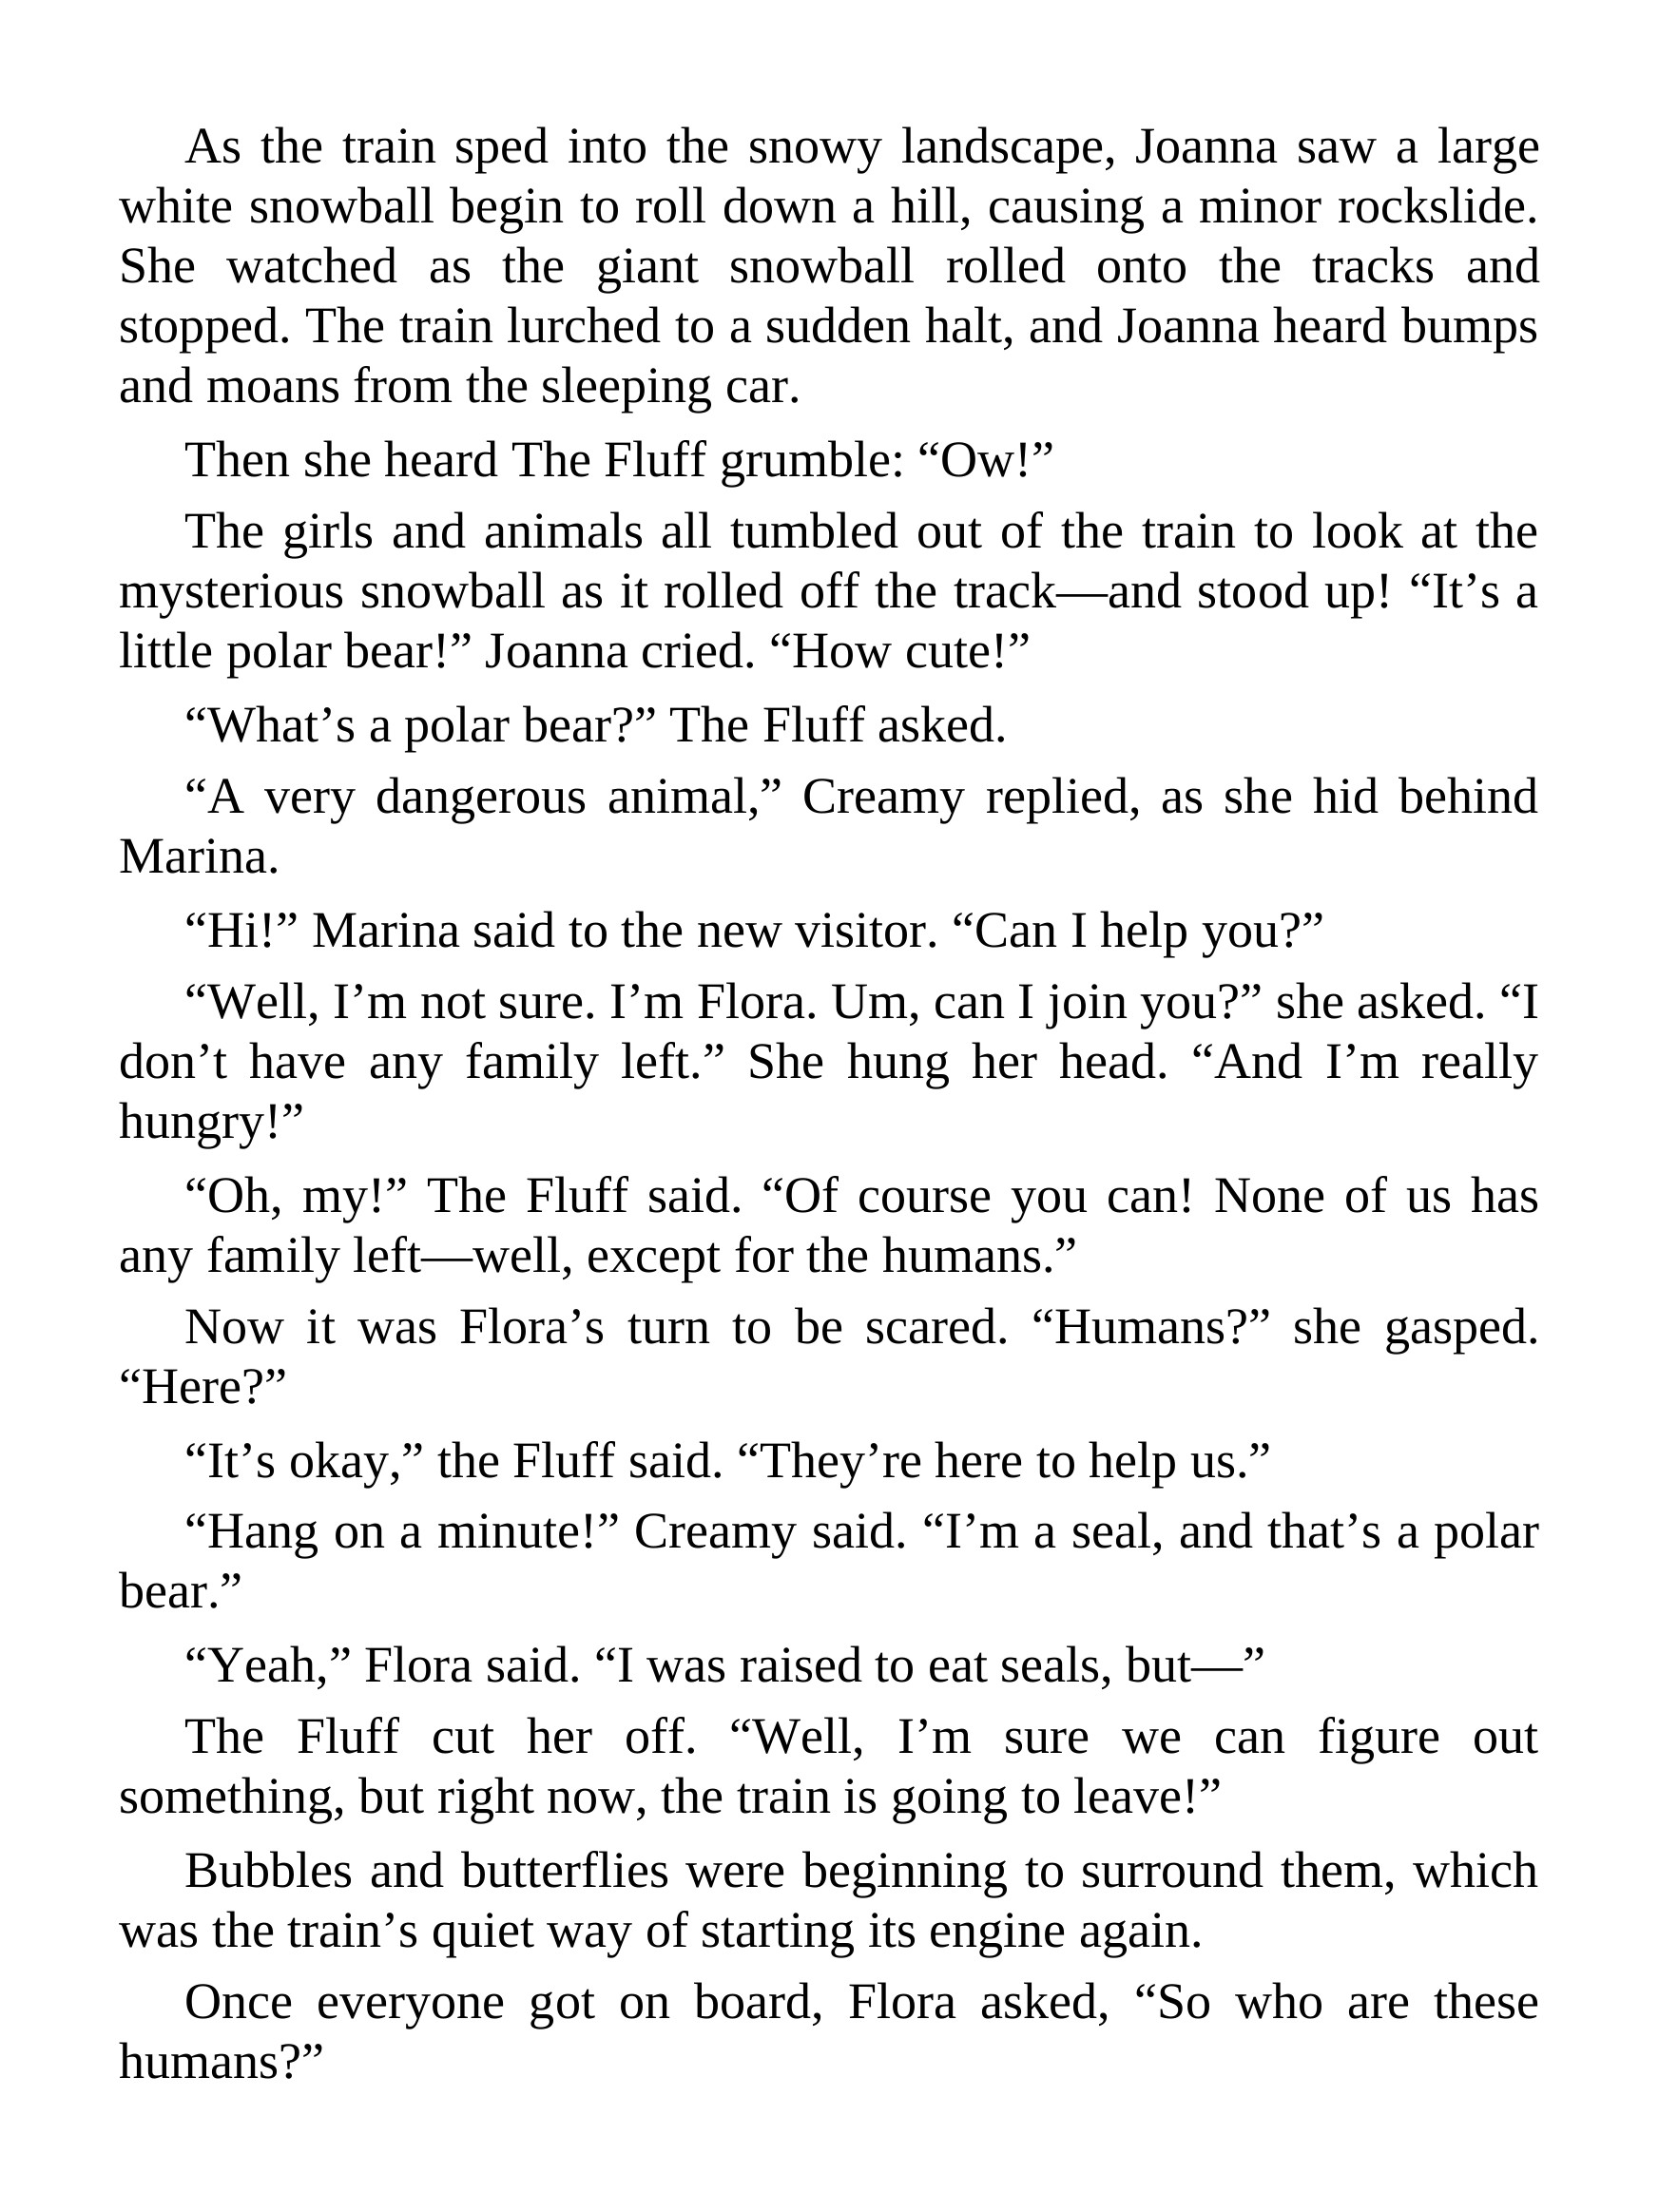 As the train sped into the snowy landscape, Joanna saw a large
white snowball begin to roll down a hill, causing a minor rockslide.
She watched as the giant snowball rolled onto the tracks and
stopped. The train lurched to a sudden halt, and Joanna heard bumps
and moans from the sleeping car.
Then she heard The Fluff grumble: “Ow!”
The girls and animals all tumbled out of the train to look at the
mysterious snowball as it rolled off the track—and stood up! “It’s a
little polar bear!” Joanna cried. “How cute!”
“What’s a polar bear?” The Fluff asked.
“A very dangerous animal,” Creamy replied, as she hid behind
Marina.
“Hi!” Marina said to the new visitor. “Can I help you?”
“Well, I’m not sure. I’m Flora. Um, can I join you?” she asked. “I
don’t have any family left.” She hung her head. “And I’m really
hungry!”
“Oh, my!” The Fluff said. “Of course you can! None of us has
any family left—well, except for the humans.”
Now it was Flora’s turn to be scared. “Humans?” she gasped.
“Here?”
“It’s okay,” the Fluff said. “They’re here to help us.”
“Hang on a minute!” Creamy said. “I’m a seal, and that’s a polar
bear.”
“Yeah,” Flora said. “I was raised to eat seals, but—”
The Fluff cut her off. “Well, I’m sure we can figure out
something, but right now, the train is going to leave!”
Bubbles and butterflies were beginning to surround them, which
was the train’s quiet way of starting its engine again.
Once everyone got on board, Flora asked, “So who are these
humans?”